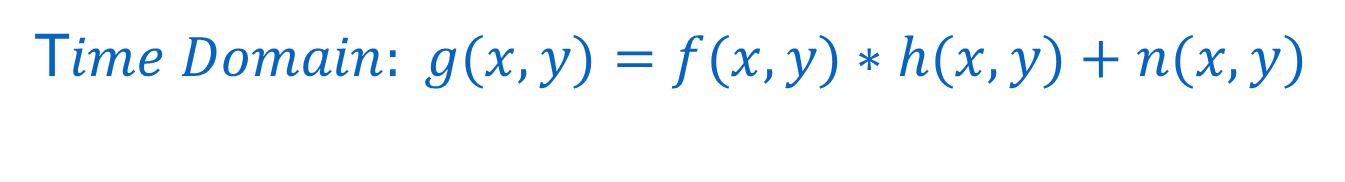 Time Domain: g(x, y) = f(x, y) ∗ h(x, y) + n(x, y)